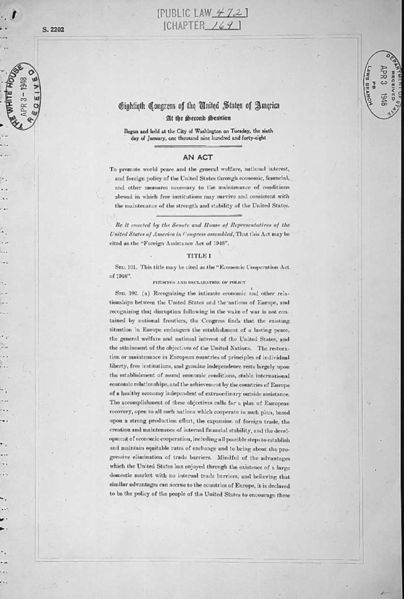 [PUBLIC LAW 472]
[CHAPTER 169]
S. 2202
THE WHITE HOUSE
APR 3 - 1948
RECEIVED
DEPARTMENT OF STATE
RECEIVED
APR 3 1948
LAWS BRANCH
Eightieth Congress of the United States of America
At the Second Session
Begun and held at the City of Washington on Tuesday, the sixth
day of January, one thousand nine hundred and forty-eight
AN ACT
To promote world peace and the general welfare, national interest,
and foreign policy of the United States through economic, financial,
and other measures necessary to the maintenance of conditions
abroad in which free institutions may survive and consistent with
the maintenance of the strength and stability of the United States.
Be it enacted by the Senate and House of Representatives of the
United States of America in Congress assembled, That this Act may be
cited as the "Foreign Assistance Act of 1948".
TITLE I
SEC. 101. This title may be cited as the "Economic Cooperation Act
of 1948".
FINDINGS AND DECLARATION OF POLICY
SEC. 102. (a) Recognizing the intimate economic and other rela-
tionships between the United States and the nations of Europe, and
recognizing that disruption following in the wake of war is not con-
tained by national frontiers, the Congress finds that the existing
situation in Europe endangers the establishment of a lasting peace,
the general welfare and national interest of the United States, and
the attainment of the objectives of the United Nations. The restora-
tion or maintenance in European countries of principles of individual
liberty, free institutions, and genuine independence rests largely upon
the establishment of sound economic conditions, stable international
economic relationships, and the achievement by the countries of Europe
of a healthy economy independent of extraordinary outside assistance.
The accomplishment of these objectives calls for a plan of European
recovery, open to all such nations which cooperate in such plan, based
upon a strong production effort, the expansion of foreign trade, the
creation and maintenance of internal financial stability, and the devel-
opment of economic cooperation, including all possible steps to establish
and maintain equitable rates of exchange and to bring about the pro-
gressive elimination of trade barriers. Mindful of the advantages
which the United States has enjoyed through the existence of a large
domestic market with no internal trade barriers, and believing that
similar advantages can accrue to the countries of Europe, it is declared
to be the policy of the people of the United States to encourage these